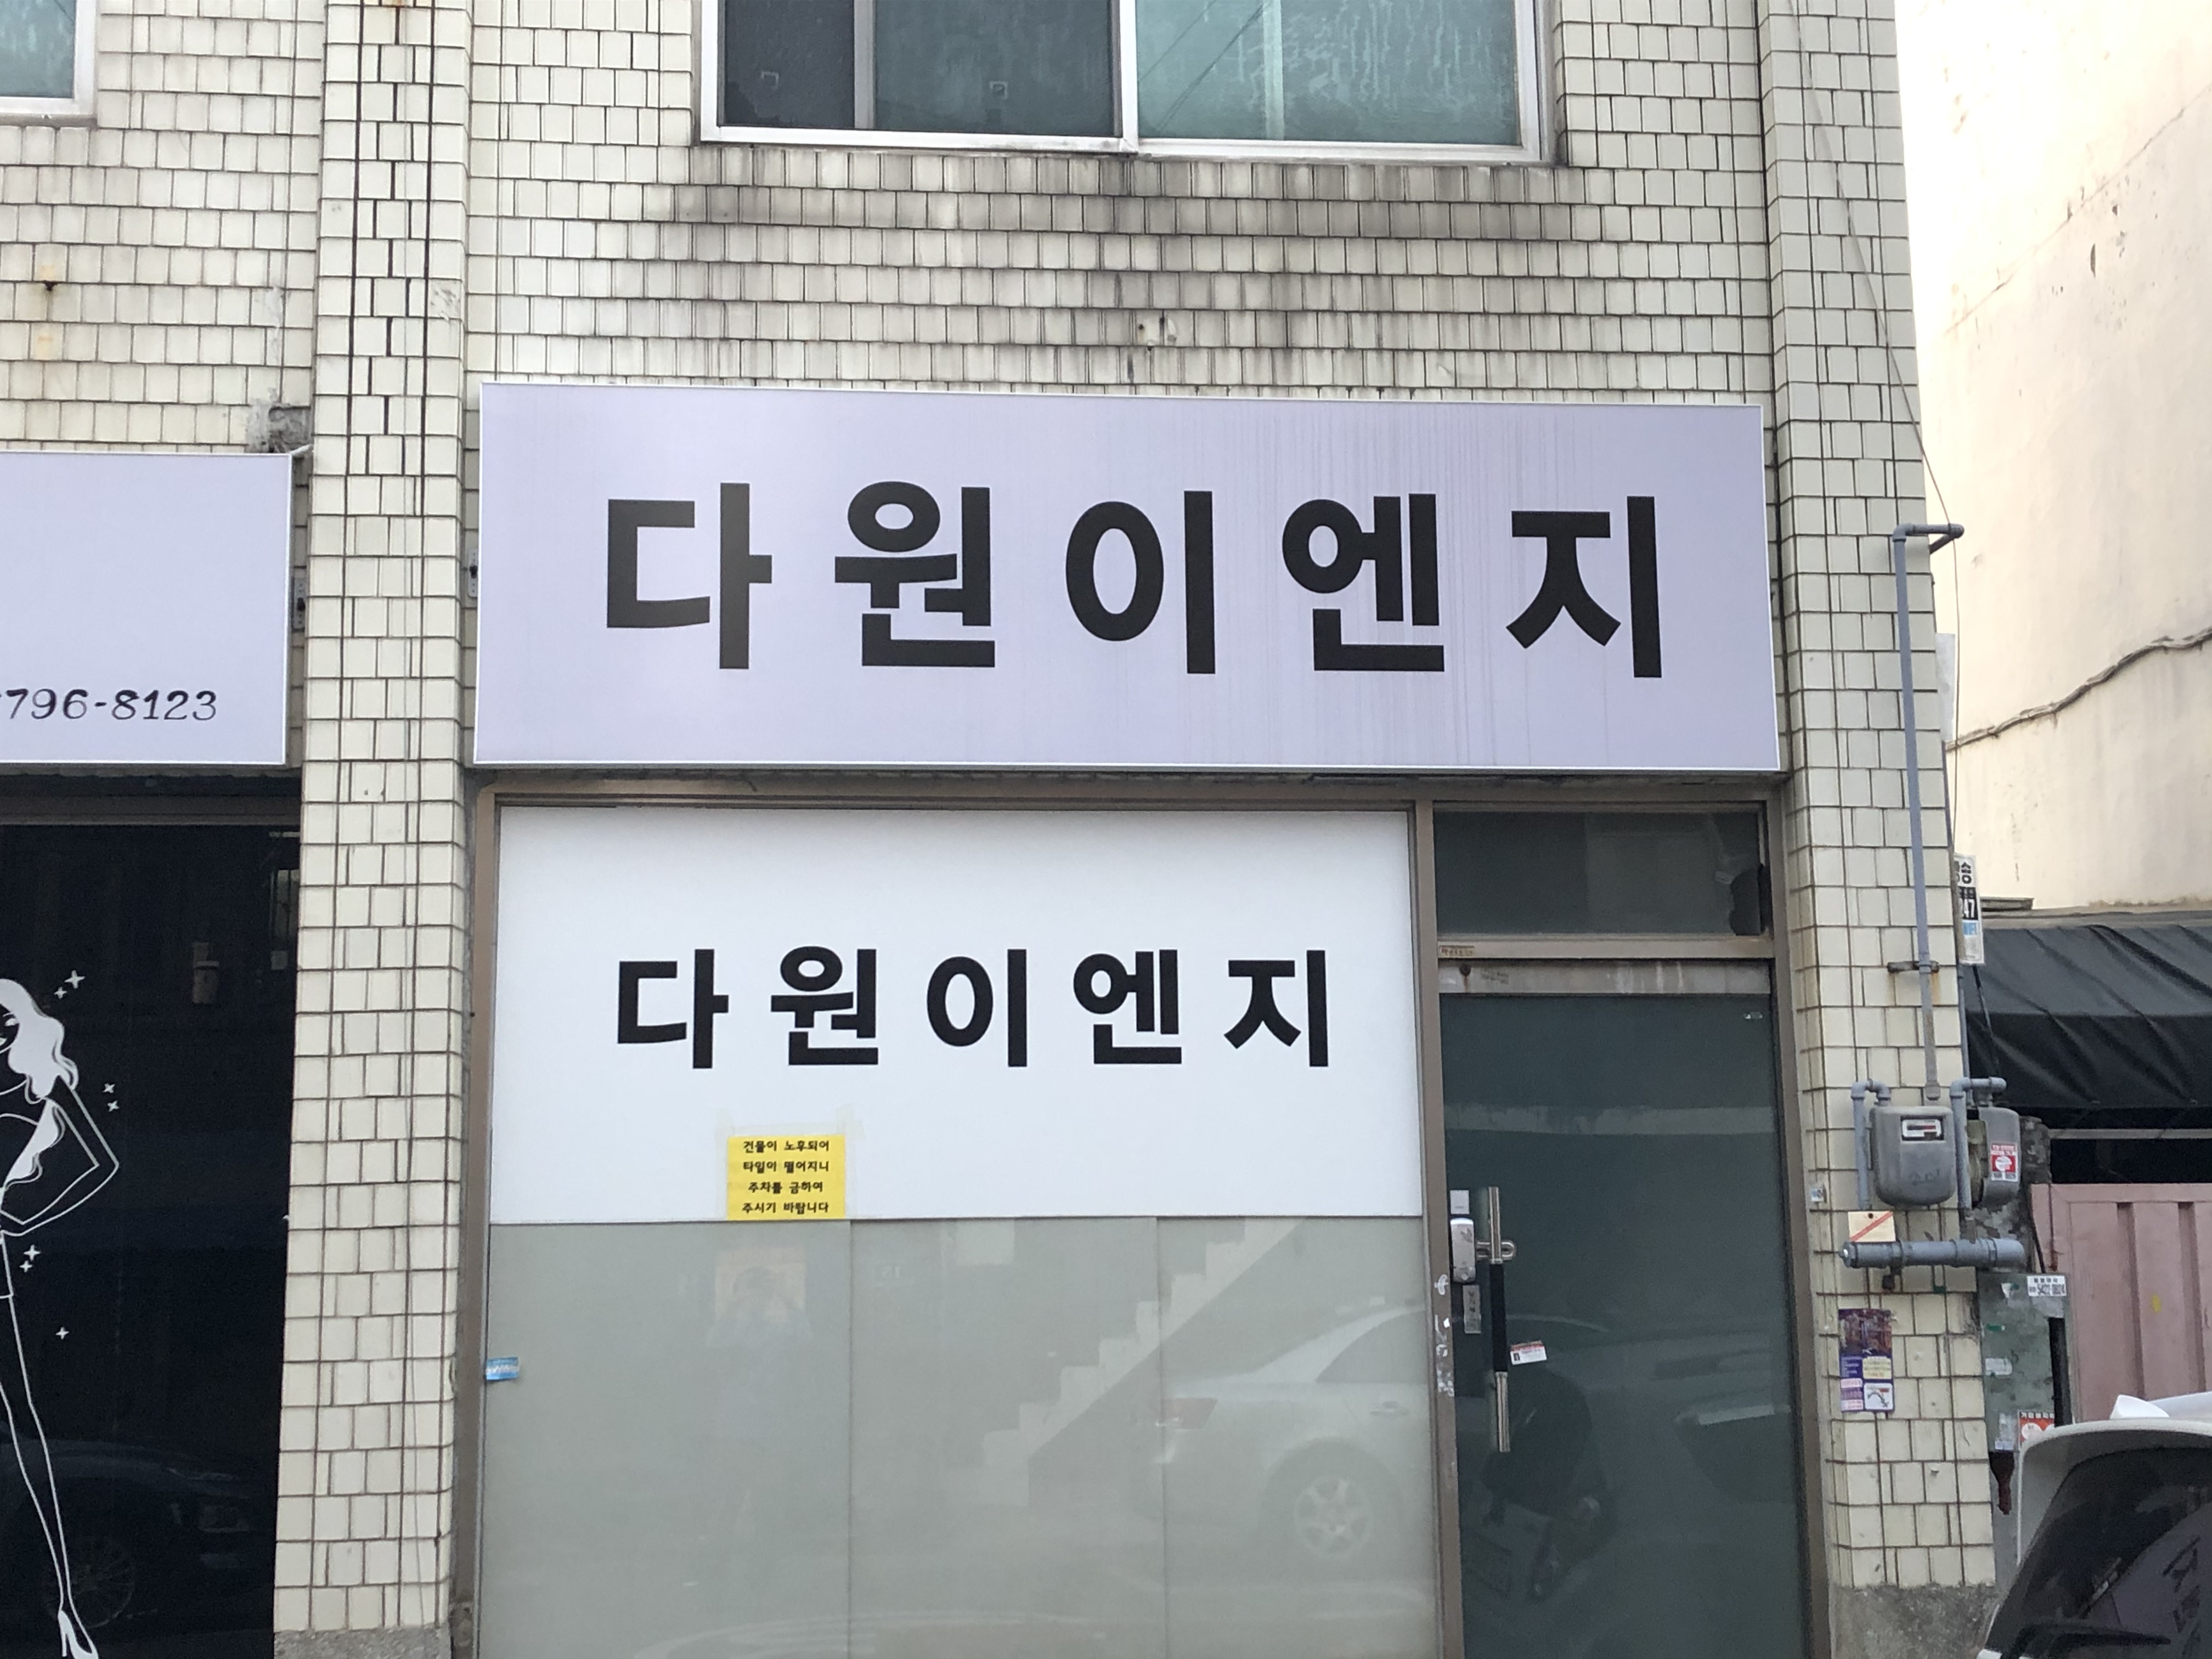 다원이엔지
796-8123
다원이엔지
건물이 노후되어
타일이 떨어지니
주차를 금하여
주시기 바랍니다